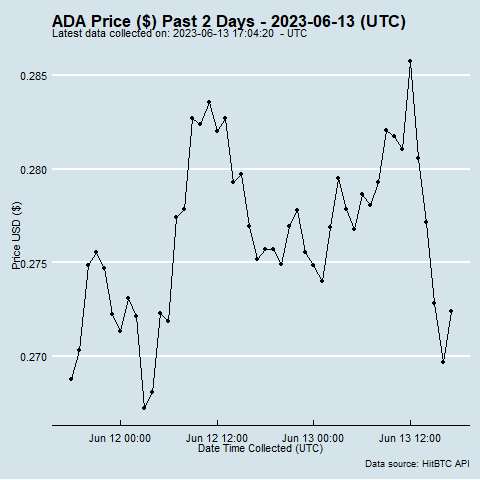 ADA Price ($) Past 2 Days - 2023-06-13 (UTC)
Latest data collected on: 2023-06-13 17:04:20 - UTC
0.285
0.280
0.275
0.270
Price USD ($)
Jun 12 00:00
Jun 12 12:00
Jun 13 00:00
Jun 13 12:00
Date Time Collected (UTC)
Data source: HitBTC API